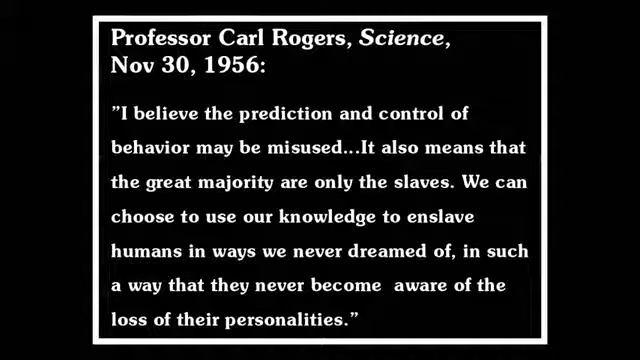 Professor Carl Rogers, Science,
Nov 30, 1956:
"I believe the prediction and control of
behavior may be misused...It also means that
the great majority are only the slaves. We can
choose to use our knowledge to enslave
humans in ways we never dreamed of, in such
a way that they never become aware of the
loss of their personalities."